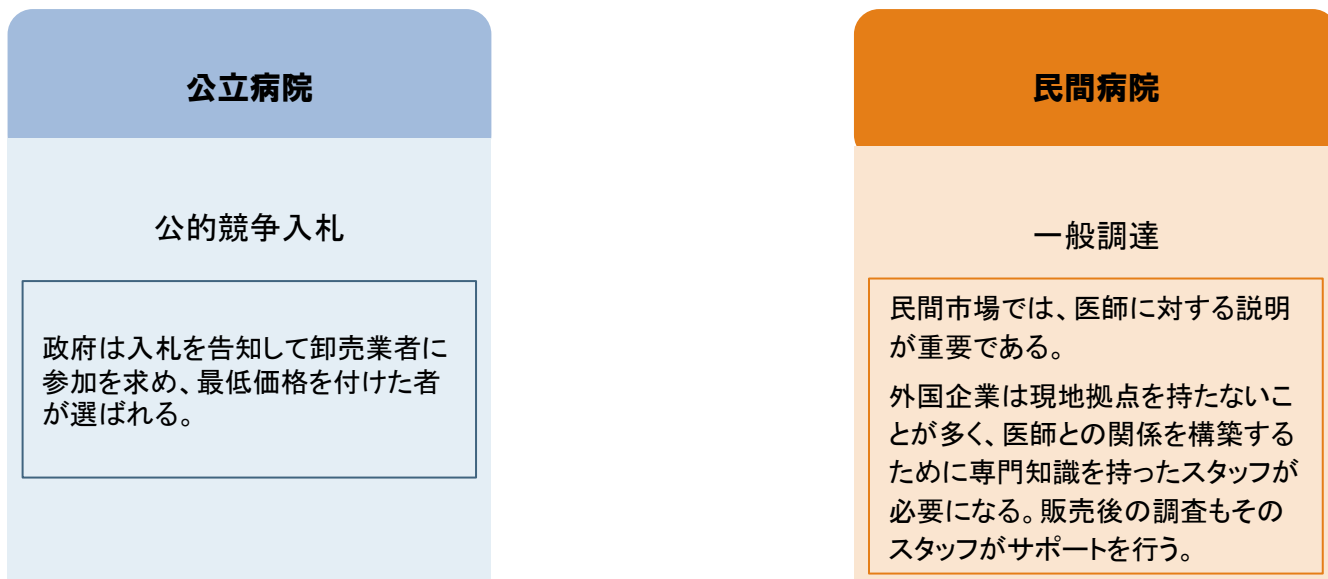 公立病院
公的競争入札
政府は入札を告知して卸売業者に
参加を求め、最低価格を付けた者
が選ばれる。
民間病院
一般調達
民間市場では、医師に対する説明
が重要である。
外国企業は現地拠点を持たないこ
とが多く、医師との関係を構築する
ために専門知識を持ったスタッフが
必要になる。販売後の調査もその
スタッフがサポートを行う。